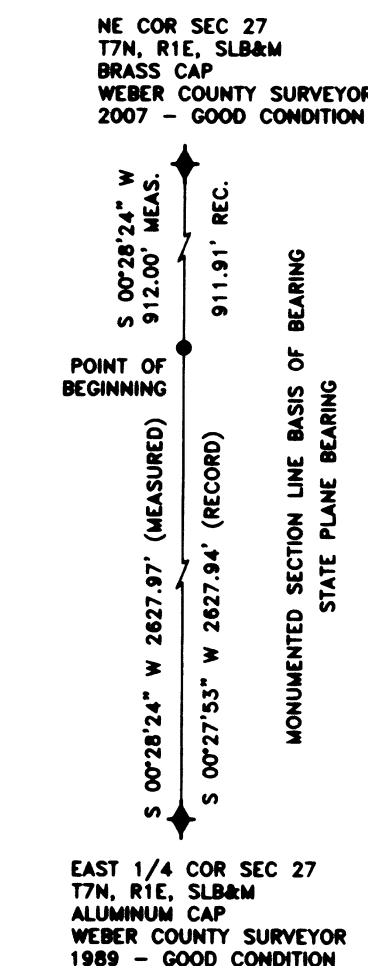 NE COR SEC 27
T7N, R1E, SLB&M
BRASS CAP
WEBER COUNTY SURVEYOR
2007 - GOOD CONDITION
S 00°28'24" W
912.00' MEAS.
911.91' REC.
POINT OF
BEGINNING
S 00°28'24" W 2627.97' (MEASURED)
S 00°27'53" W 2627.94' (RECORD)
MONUMENTED SECTION LINE BASIS OF BEARING
STATE PLANE BEARING
EAST 1/4 COR SEC 27
T7N, R1E, SLB&M
ALUMINUM CAP
WEBER COUNTY SURVEYOR
1989 - GOOD CONDITION